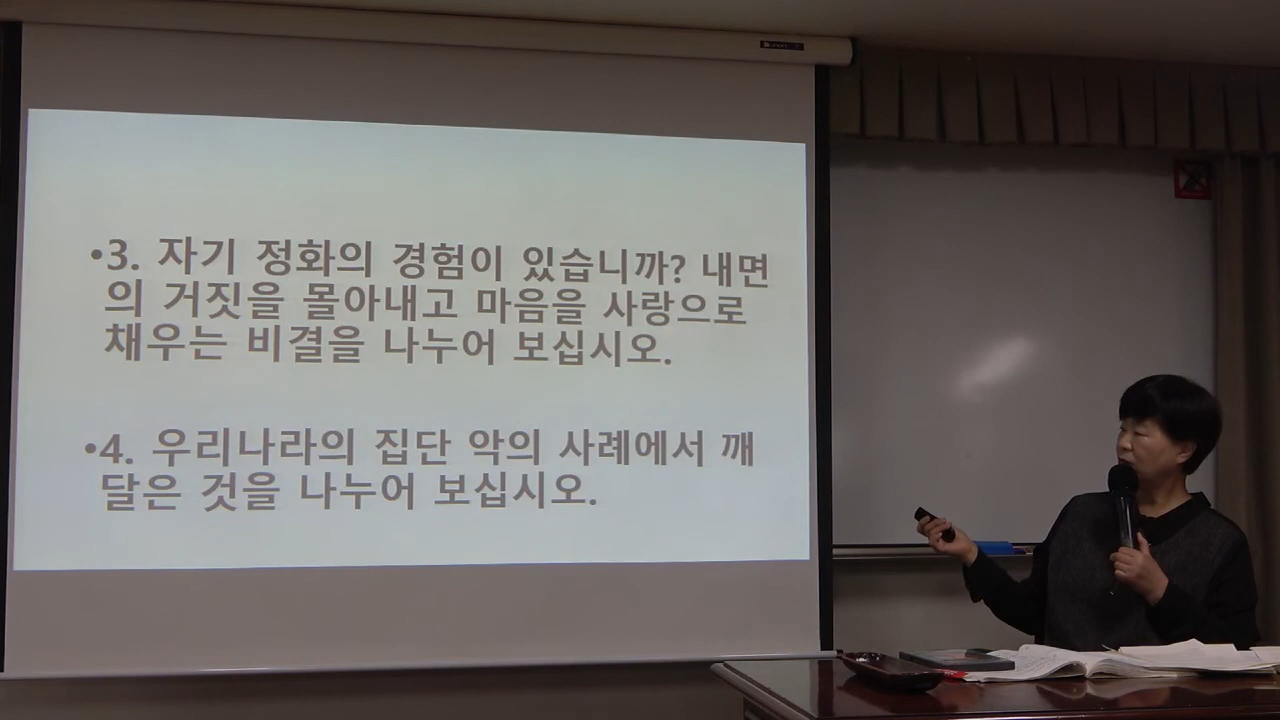 •3. 자기 정화의 경험이 있습니까? 내면
의 거짓을 몰아내고 마음을 사랑으로
채우는 비결을 나누어 보십시오.
•4. 우리나라의 집단 악의 사례에서 깨
달은 것을 나누어 보십시오.